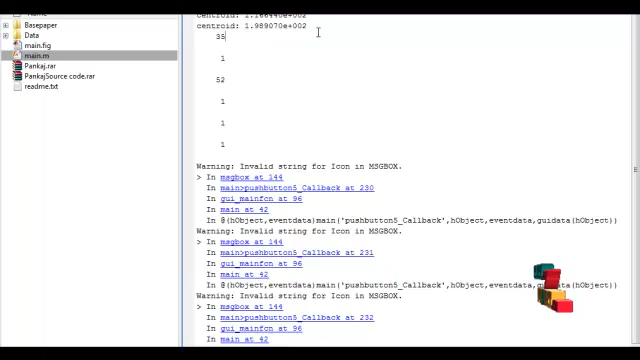 Basepaper
Data
main.fig
main.m
Pankaj.rar
PankajSource code.rar
readme.txt
centroid: 1.166440e+002
centroid: 1.989070e+002
35
1
52
1
1
1
Warning: Invalid string for Icon in MSGBOX.
> In msgbox at 144
In main>pushbutton5_Callback at 230
In gui_mainfcn at 96
In main at 42
In @(hObject,eventdata)main('pushbutton5_Callback',hObject,eventdata,guidata(hObject))
Warning: Invalid string for Icon in MSGBOX.
> In msgbox at 144
In main>pushbutton5_Callback at 231
In gui_mainfcn at 96
In main at 42
In @(hObject,eventdata)main('pushbutton5_Callback',hObject,eventdata,guidata(hObject))
Warning: Invalid string for Icon in MSGBOX.
> In msgbox at 144
In main>pushbutton5_Callback at 232
In gui_mainfcn at 96
In main at 42